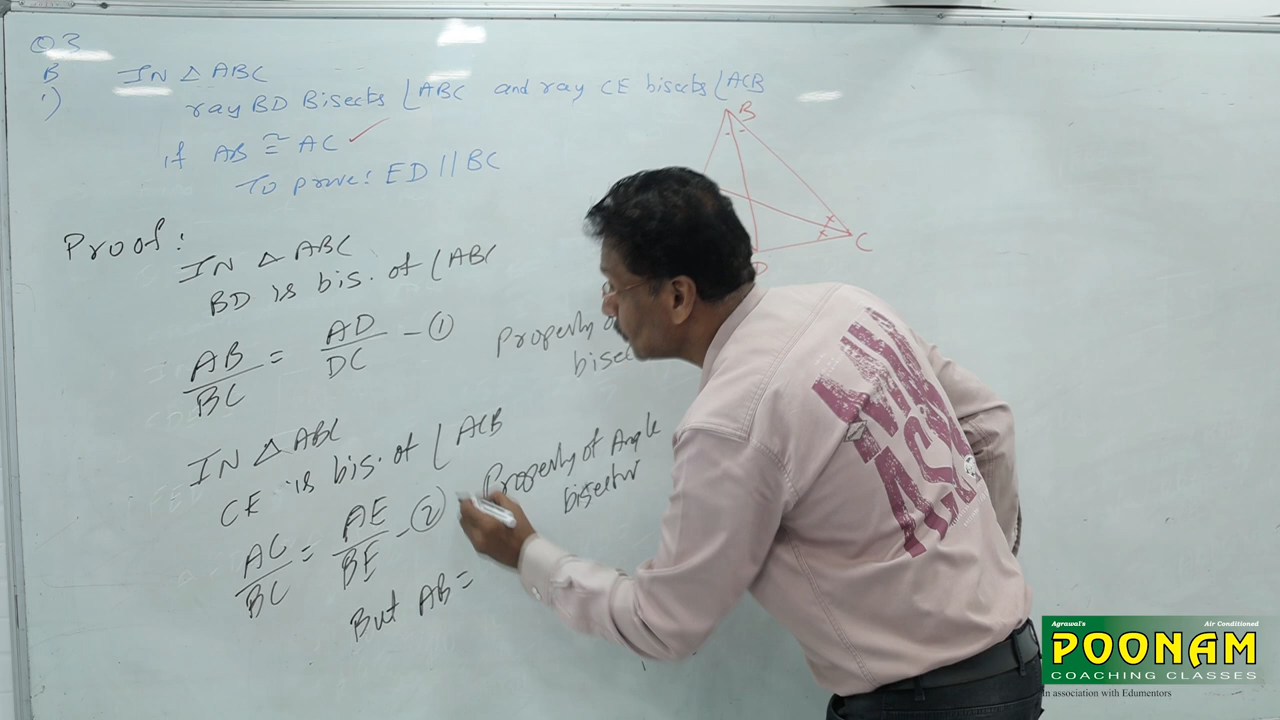 Q3
B
1)
IN △ ABC
ray BD Bisects ∠ABC and ray CE bisects ∠ACB
if AB ≅ AC ✓
To prove: ED || BC
B
C
D
Proof:
IN △ ABC
BD is bis. of ∠ABC
AB/BC = AD/DC - ①
Property
bisec
IN △ ABC
CE is bis. of ∠ACB
AC/BC = AE/BE - ②
Property of Angle
bisector
But AB =
Agrawal's Air Conditioned
POONAM
COACHING CLASSES
In association with Edumentors